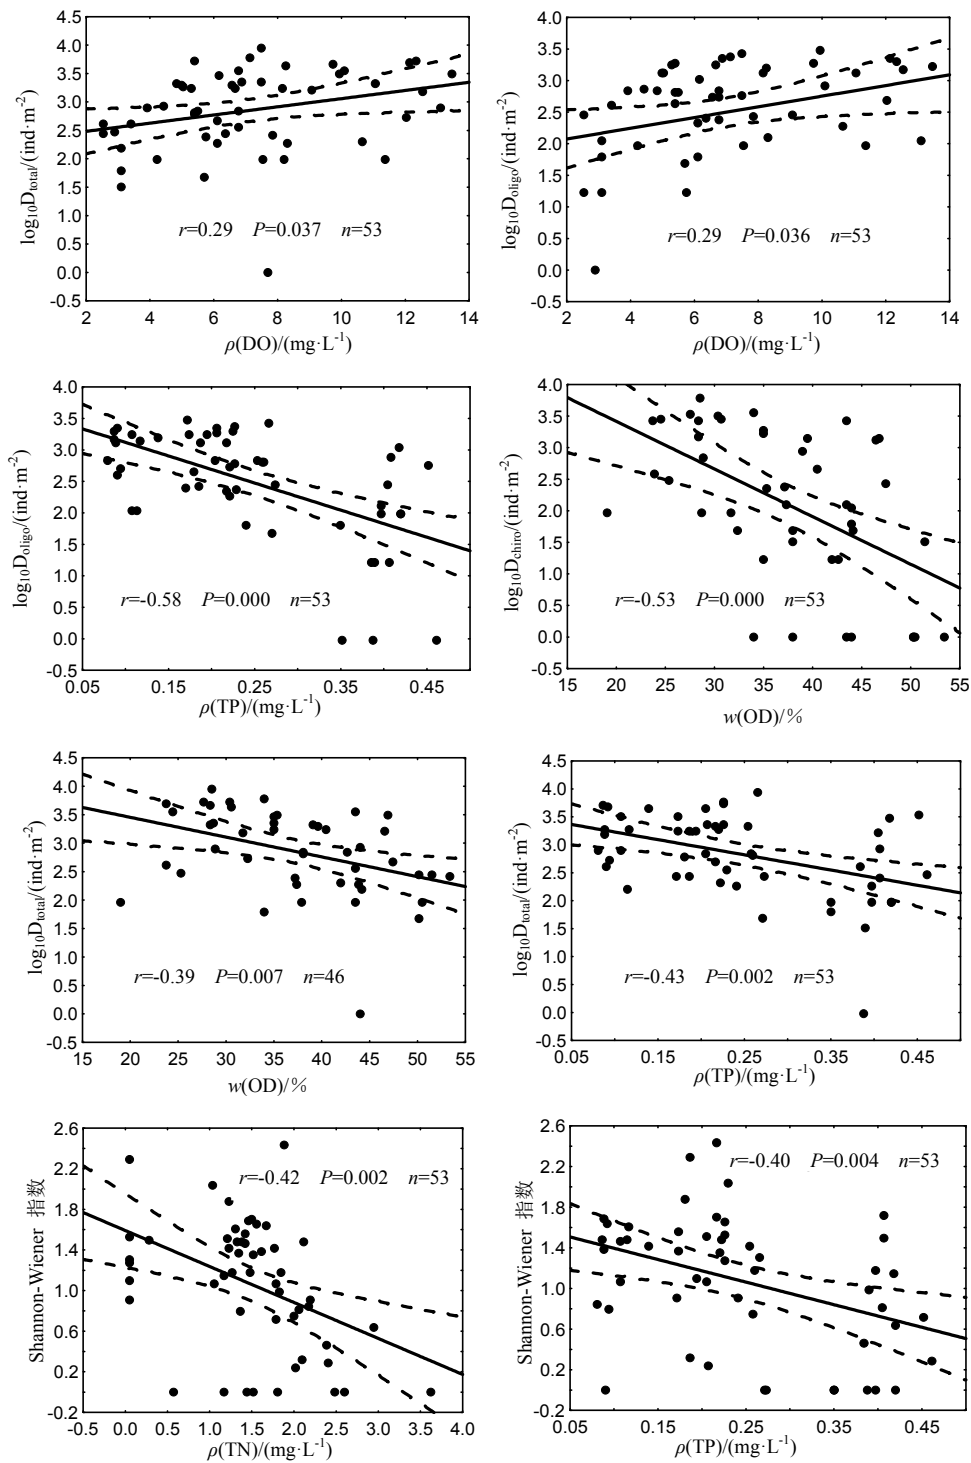 4.5
4.0
3.5
3.0
2.5
2.0
1.5
1.0
0.5
0.0
-0.5
log10Dtotal/(ind·m-2)
r=0.29 P=0.037 n=53
2 4 6 8 10 12 14
ρ(DO)/(mg·L-1)
4.0
3.5
3.0
2.5
2.0
1.5
1.0
0.5
0.0
-0.5
log10Doligo/(ind·m-2)
r=0.29 P=0.036 n=53
2 4 6 8 10 12 14
ρ(DO)/(mg·L-1)
4.0
3.5
3.0
2.5
2.0
1.5
1.0
0.5
0.0
-0.5
log10Doligo/(ind·m-2)
r=-0.58 P=0.000 n=53
0.05 0.15 0.25 0.35 0.45
ρ(TP)/(mg·L-1)
4.0
3.5
3.0
2.5
2.0
1.5
1.0
0.5
0.0
-0.5
log10Dchiro/(ind·m-2)
r=-0.53 P=0.000 n=53
15 20 25 30 35 40 45 50 55
w(OD)/%
4.5
4.0
3.5
3.0
2.5
2.0
1.5
1.0
0.5
0.0
-0.5
log10Dtotal/(ind·m-2)
r=-0.39 P=0.007 n=46
15 20 25 30 35 40 45 50 55
w(OD)/%
4.5
4.0
3.5
3.0
2.5
2.0
1.5
1.0
0.5
0.0
-0.5
log10Dtotal/(ind·m-2)
r=-0.43 P=0.002 n=53
0.05 0.15 0.25 0.35 0.45
ρ(TP)/(mg·L-1)
2.6
2.2
1.8
1.4
1.0
0.6
0.2
-0.2
Shannon-Wiener 指数
r=-0.42 P=0.002 n=53
-0.5 0.0 0.5 1.0 1.5 2.0 2.5 3.0 3.5 4.0
ρ(TN)/(mg·L-1)
2.6
2.2
1.8
1.4
1.0
0.6
0.2
-0.2
Shannon-Wiener 指数
r=-0.40 P=0.004 n=53
0.05 0.15 0.25 0.35 0.45
ρ(TP)/(mg·L-1)